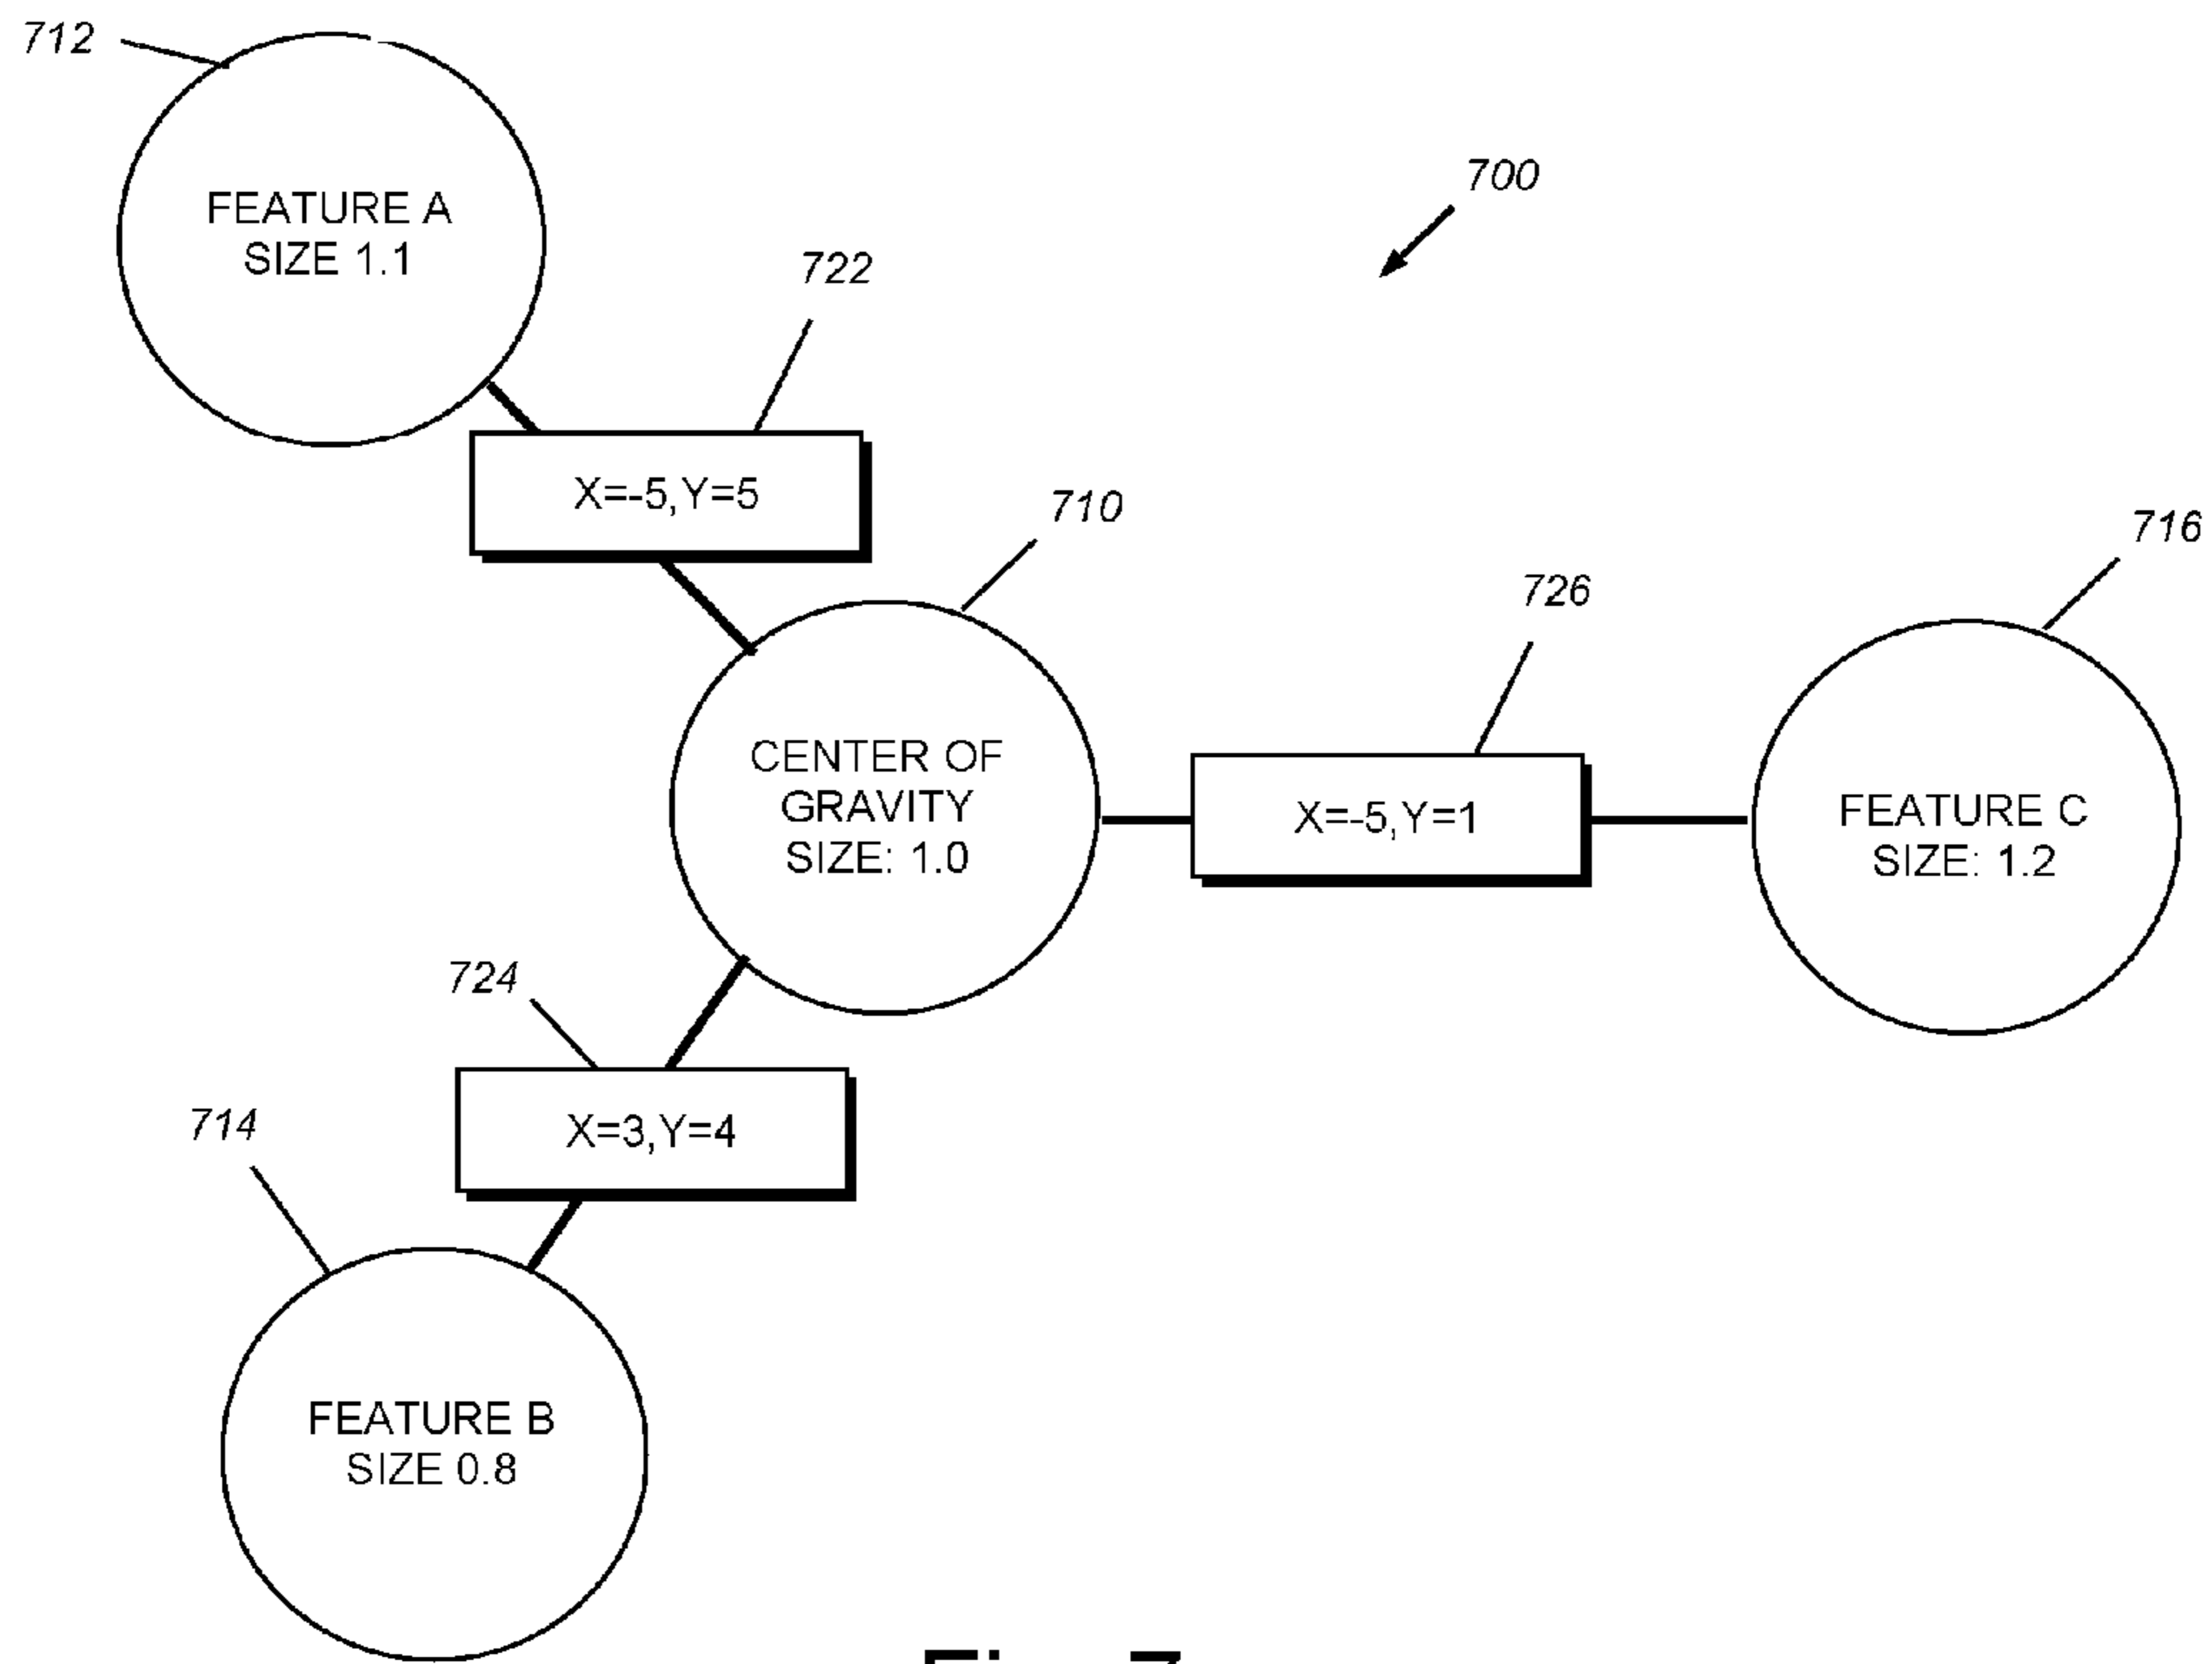 712
FEATURE A
SIZE 1.1
700
722
X=-5,Y=5
710
716
726
CENTER OF
GRAVITY
SIZE: 1.0
X=-5,Y=1
FEATURE C
SIZE: 1.2
724
X=3,Y=4
714
FEATURE B
SIZE 0.8